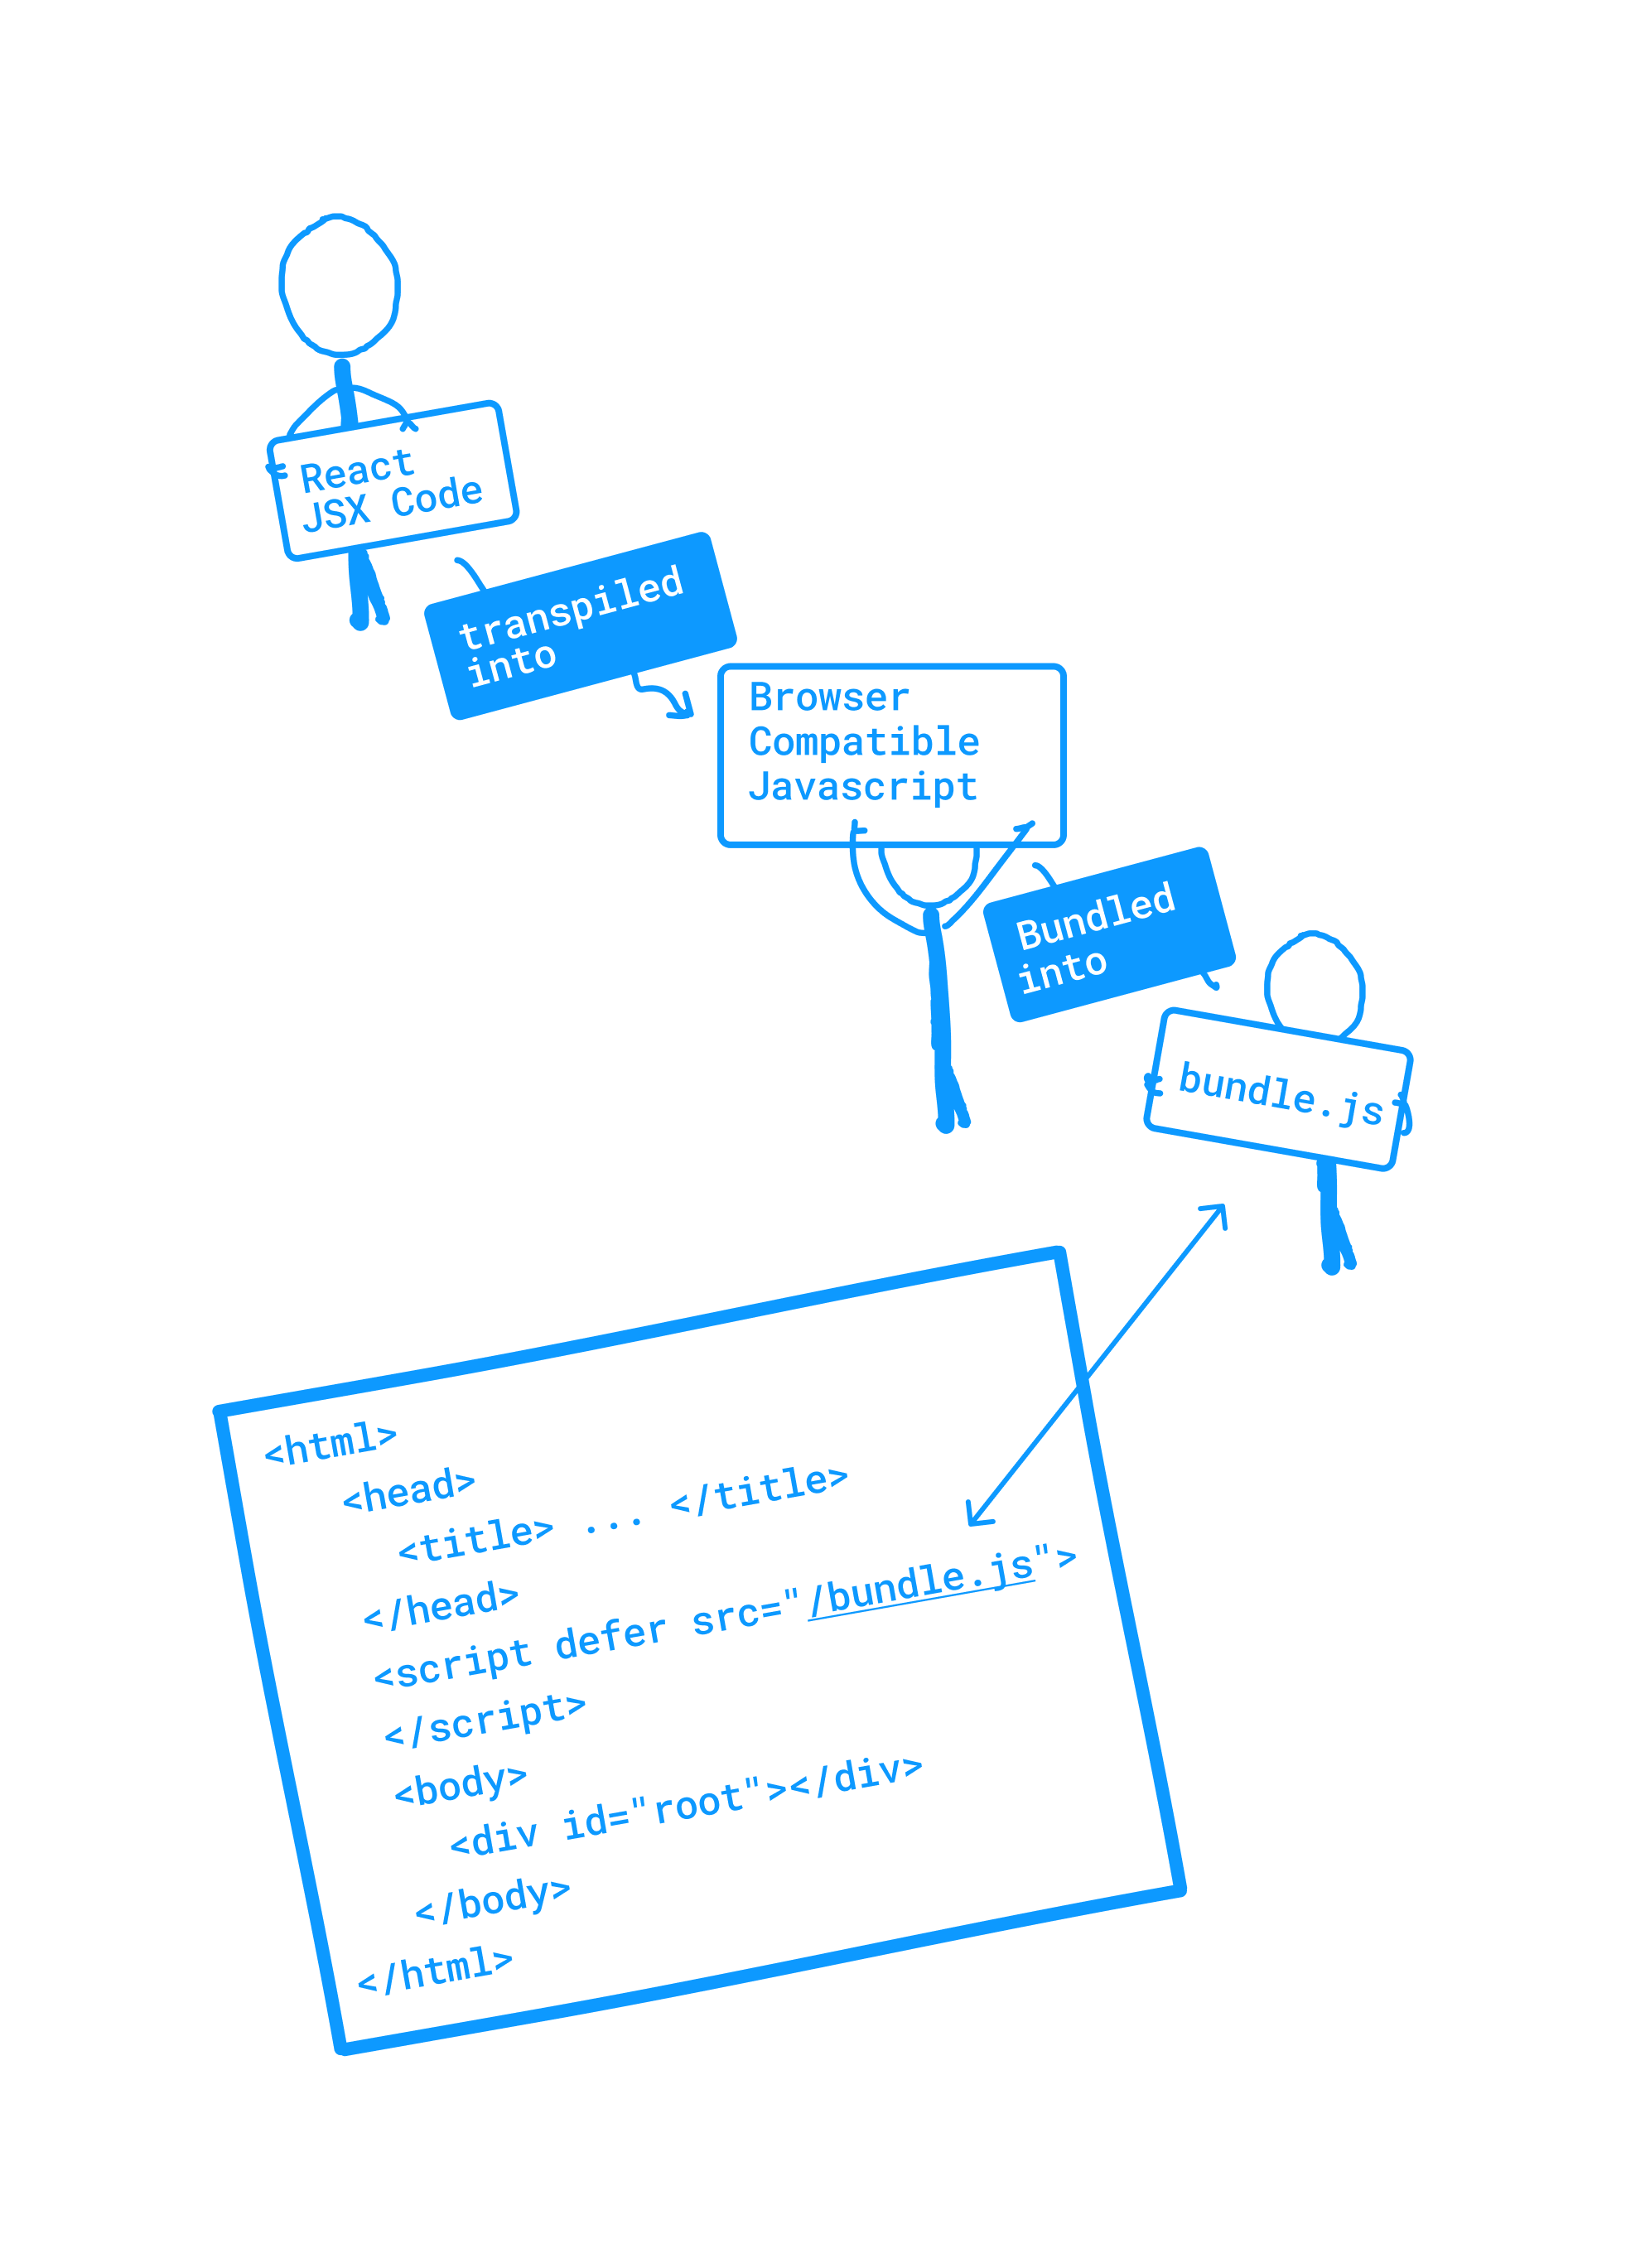 React
JSX Code
transpiled
into
Browser
Compatible
Javascript
Bundled
into
bundle.js
<html>
<head>
<title> ... </title>
</head>
<script defer src="/bundle.js">
</script>
<body>
<div id="root"></div>
</body>
</html>